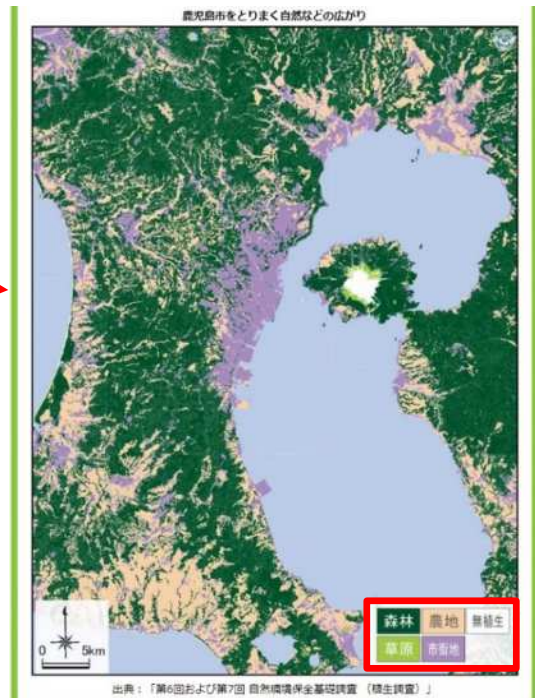 鹿児島市をとりまく自然などの広がり
0 5km
森林 農地 無植生
草原 市街地
出典：「第6回および第7回 自然環境保全基礎調査 （植生調査）」